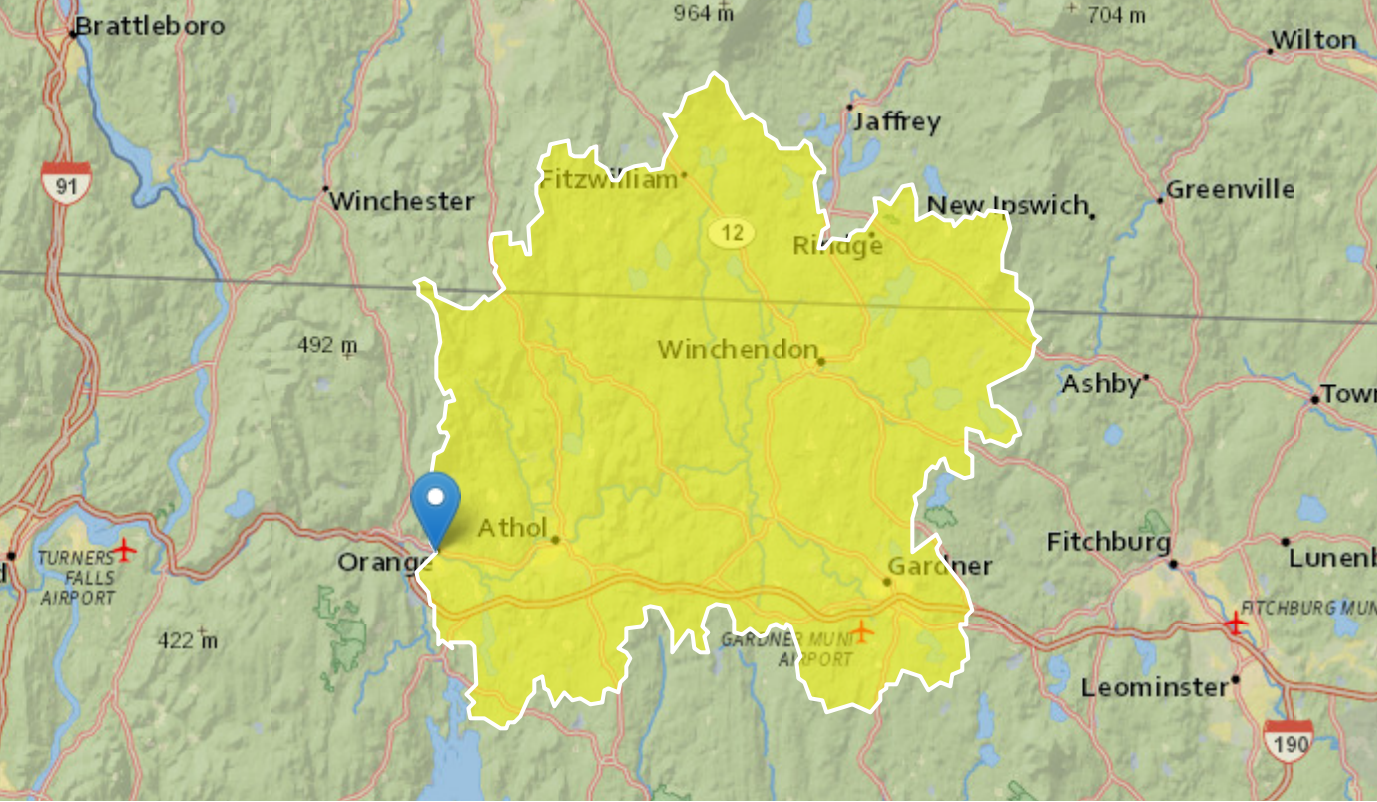 964 m
704 m
Brattleboro
Wilton
Jaffrey
91
Fitzwilliam
Winchester
New Ipswich
Greenville
12
Rindge
492 m
Winchendon
Ashby
Town
Athol
Orange
TURNERS
FALLS
AIRPORT
d
Gardner
Fitchburg
Lunenb
FITCHBURG MUN
422 m
GARDNER MUNI
AIRPORT
Leominster
190